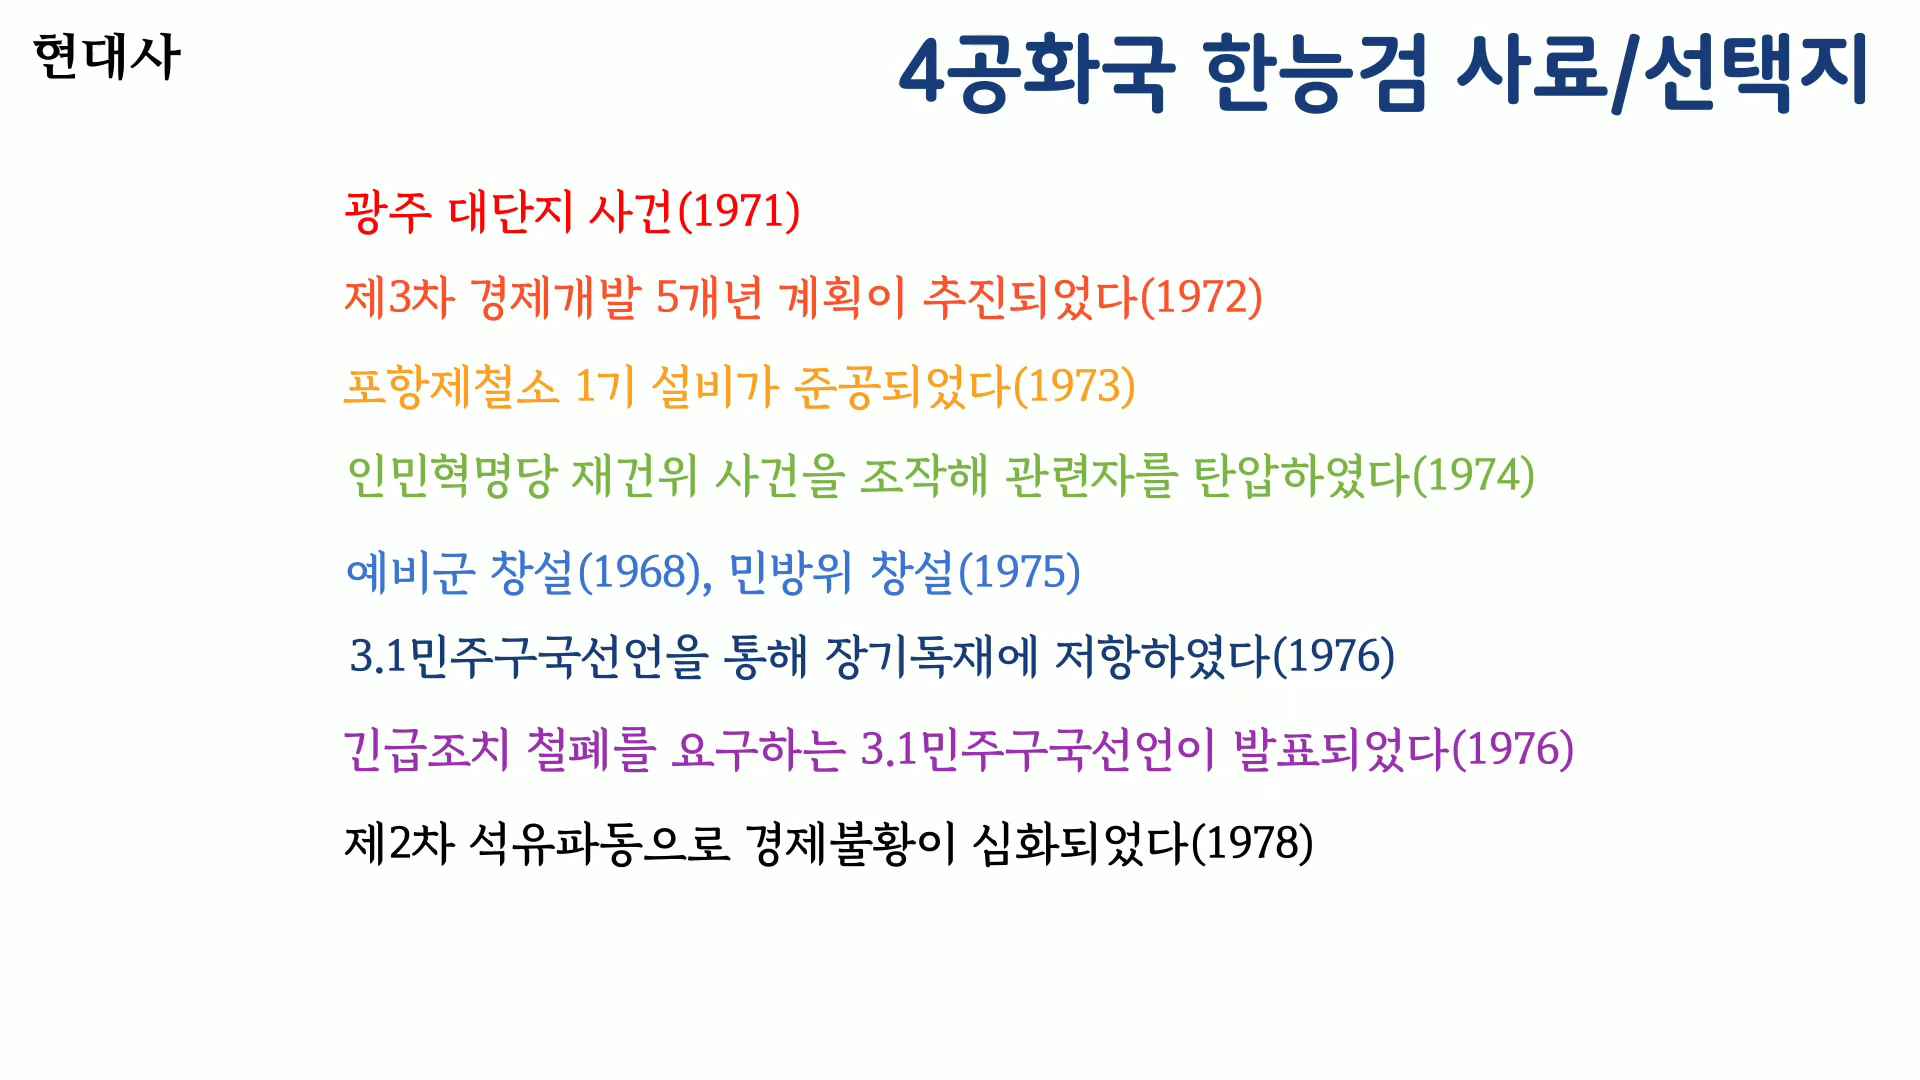 현대사
4공화국 한능검 사료/선택지
광주 대단지 사건(1971)
제3차 경제개발 5개년 계획이 추진되었다(1972)
포항제철소 1기 설비가 준공되었다(1973)
인민혁명당 재건위 사건을 조작해 관련자를 탄압하였다(1974)
예비군 창설(1968), 민방위 창설(1975)
3.1민주구국선언을 통해 장기독재에 저항하였다(1976)
긴급조치 철폐를 요구하는 3.1민주구국선언이 발표되었다(1976)
제2차 석유파동으로 경제불황이 심화되었다(1978)